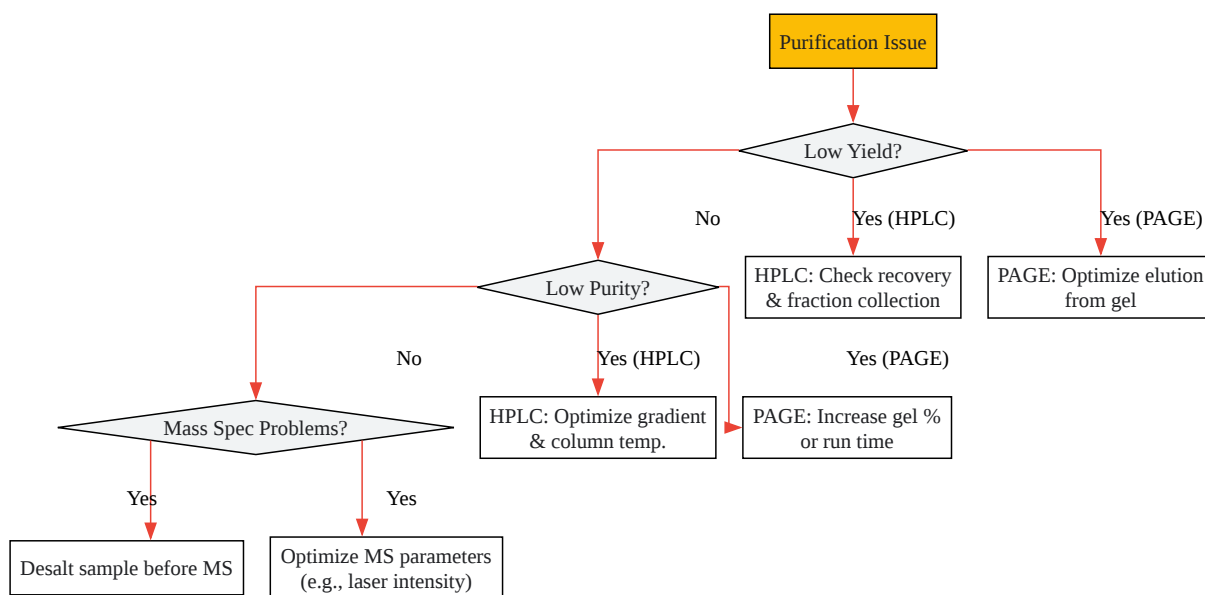 Purification Issue
Low Yield?
No
Yes (HPLC)
Yes (PAGE)
HPLC: Check recovery
& fraction collection
PAGE: Optimize elution
from gel
Low Purity?
No
Yes (HPLC)
Yes (PAGE)
HPLC: Optimize gradient
& column temp.
PAGE: Increase gel %
or run time
Mass Spec Problems?
Yes
Yes
Desalt sample before MS
Optimize MS parameters
(e.g., laser intensity)